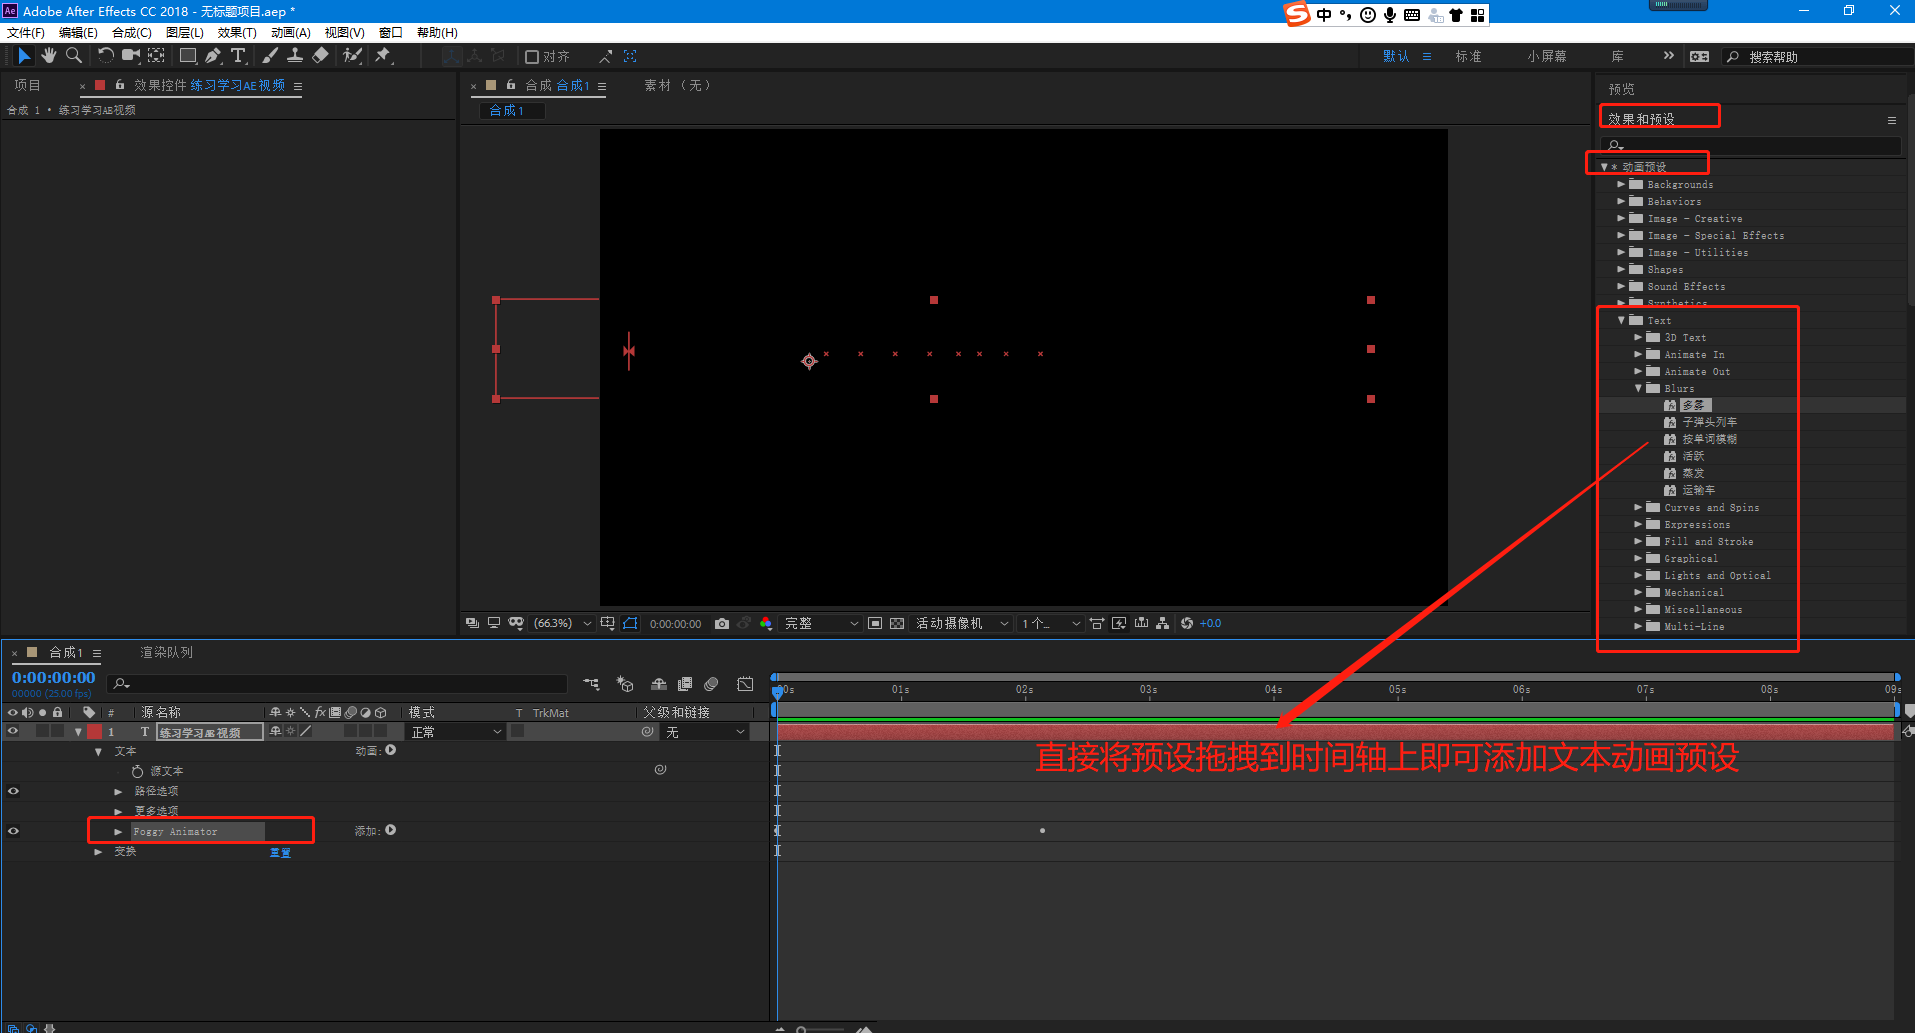 Ae Adobe After Effects CC 2018 - 无标题项目.aep *
中
文件(F) 编辑(E) 合成(C) 图层(L) 效果(T) 动画(A) 视图(V) 窗口 帮助(H)
对齐 默认 标准 小屏幕 库 搜索帮助
项目 效果控件 练习学习AE视频
合成 1 • 练习学习AE视频
合成 合成1 素材 (无)
合成1
预览
效果和预设
* 动画预设
Backgrounds
Behaviors
Image - Creative
Image - Special Effects
Image - Utilities
Shapes
Sound Effects
Synthetics
Text
3D Text
Animate In
Animate Out
Blurs
多雾
子弹头列车
按单词模糊
活跃
蒸发
运输车
Curves and Spins
Expressions
Fill and Stroke
Graphical
Lights and Optical
Mechanical
Miscellaneous
Multi-Line
(66.3%) 0:00:00:00 完整 活动摄像机 1个... +0.0
合成1 渲染队列
0:00:00:00
00000 (25.00 fps)
:00s 01s 02s 03s 04s 05s 06s 07s 08s 09s
# 源名称 fx 模式 T TrkMat 父级和链接
1 T 练习学习AE视频 正常 无
文本 动画:
源文本
路径选项
更多选项
Foggy Animator 添加:
变换 重置
直接将预设拖拽到时间轴上即可添加文本动画预设